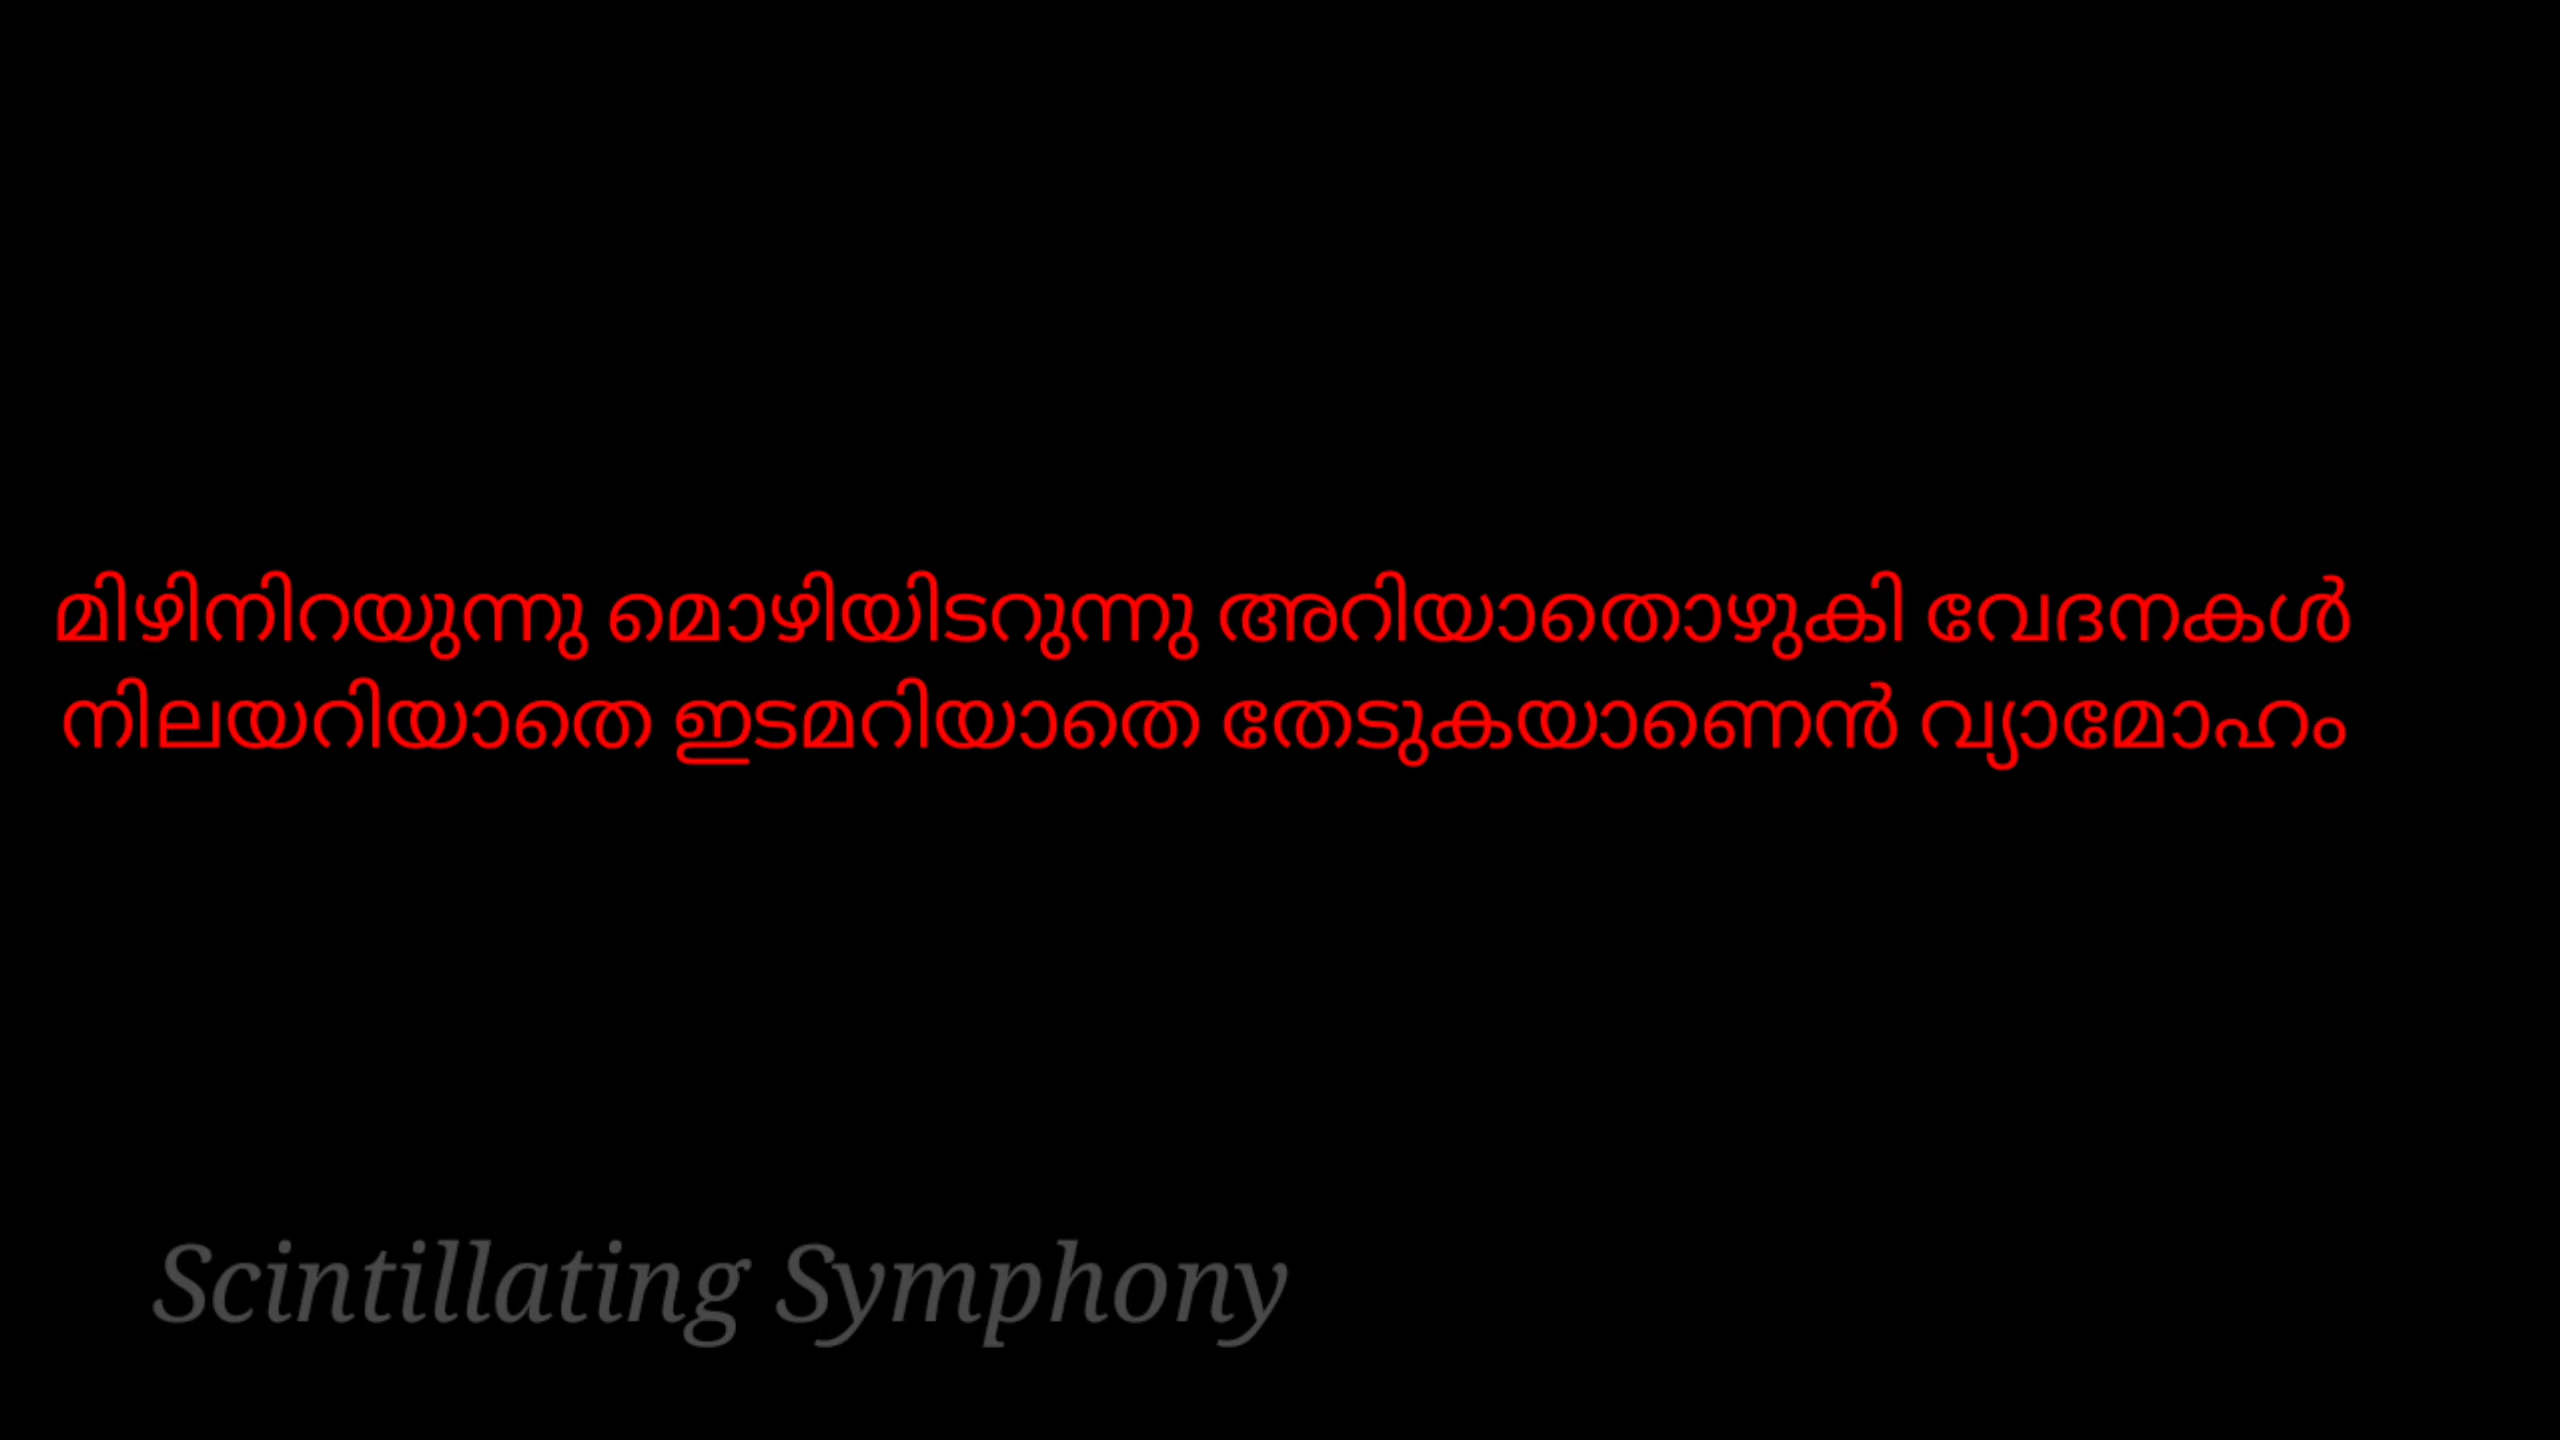 മിഴിനിറയുന്നു മൊഴിയിടറുന്നു അറിയാതൊഴുകി വേദനകൾ
നിലയറിയാതെ ഇടമറിയാതെ തേടുകയാണെൻ വ്യാമോഹം
Scintillating Symphony